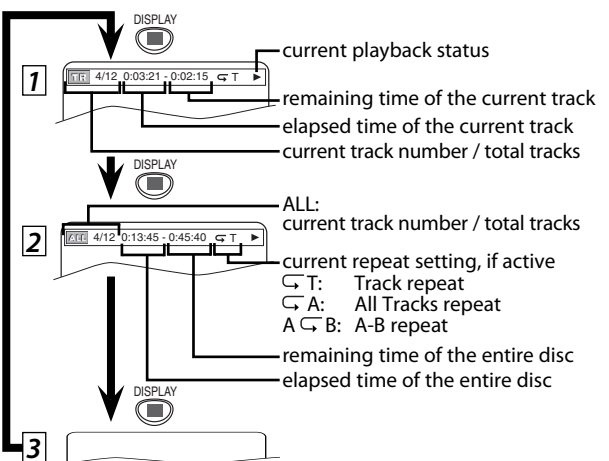 DISPLAY
current playback status
1
TR 4/12 0:03:21 - 0:02:15 T
remaining time of the current track
elapsed time of the current track
current track number / total tracks
DISPLAY
ALL:
current track number / total tracks
2
ALL 4/12 0:13:45 - 0:45:40 T
current repeat setting, if active
T: Track repeat
A: All Tracks repeat
A B: A-B repeat
remaining time of the entire disc
elapsed time of the entire disc
DISPLAY
3